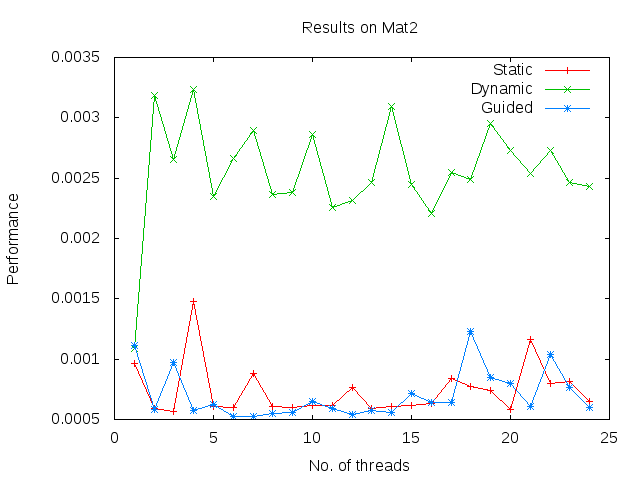 Results on Mat2
0.0035
0.003
0.0025
0.002
0.0015
0.001
0.0005
Performance
Static
Dynamic
Guided
0 5 10 15 20 25
No. of threads